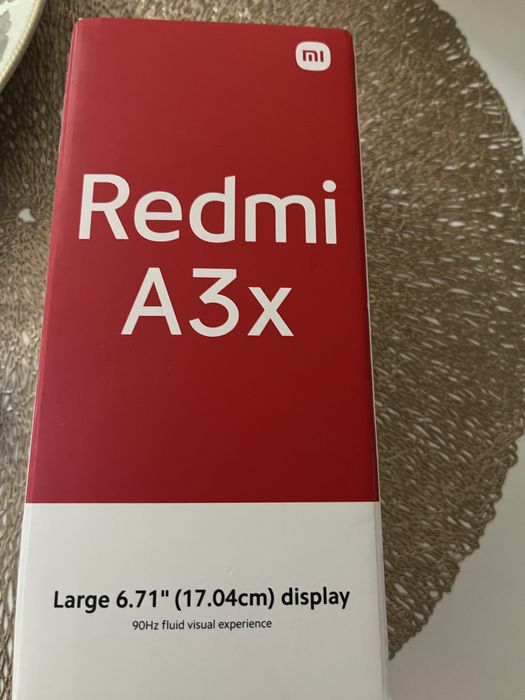 mi
Redmi
A3x
Large 6.71" (17.04cm) display
90Hz fluid visual experience